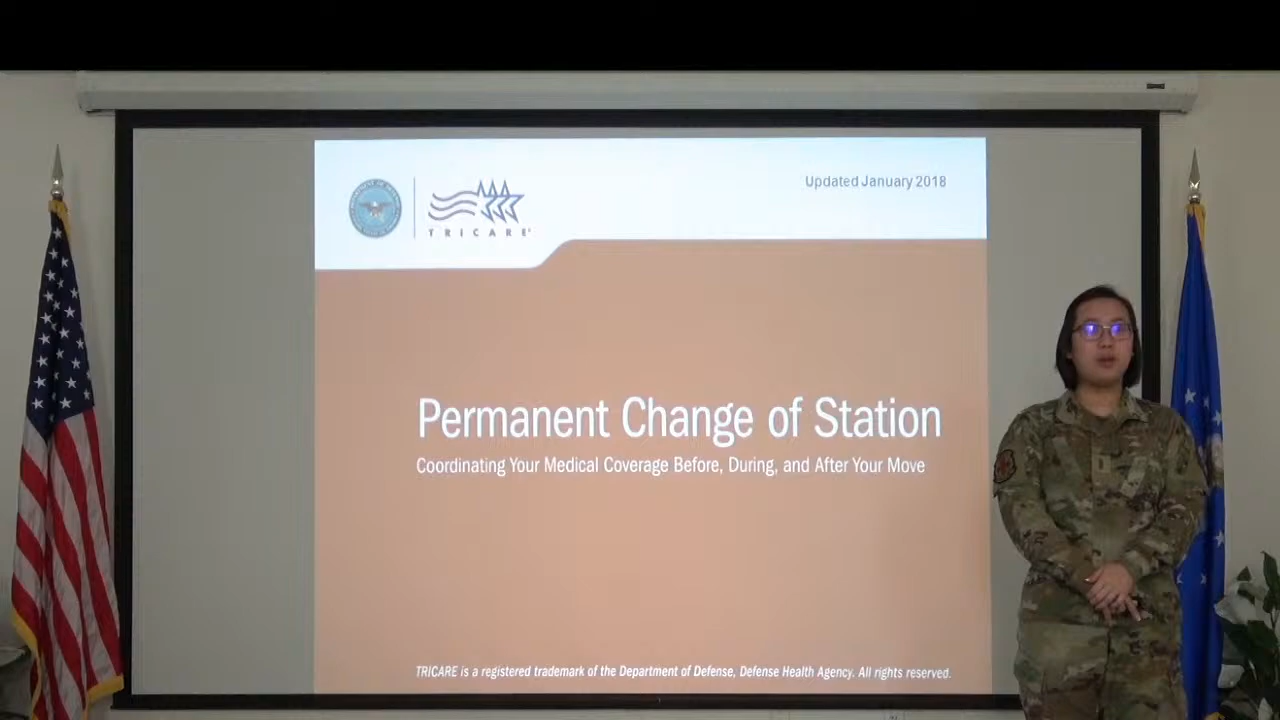 Updated January 2018
TRICARE
Permanent Change of Station
Coordinating Your Medical Coverage Before, During, and After Your Move
TRICARE is a registered trademark of the Department of Defense, Defense Health Agency. All rights reserved.